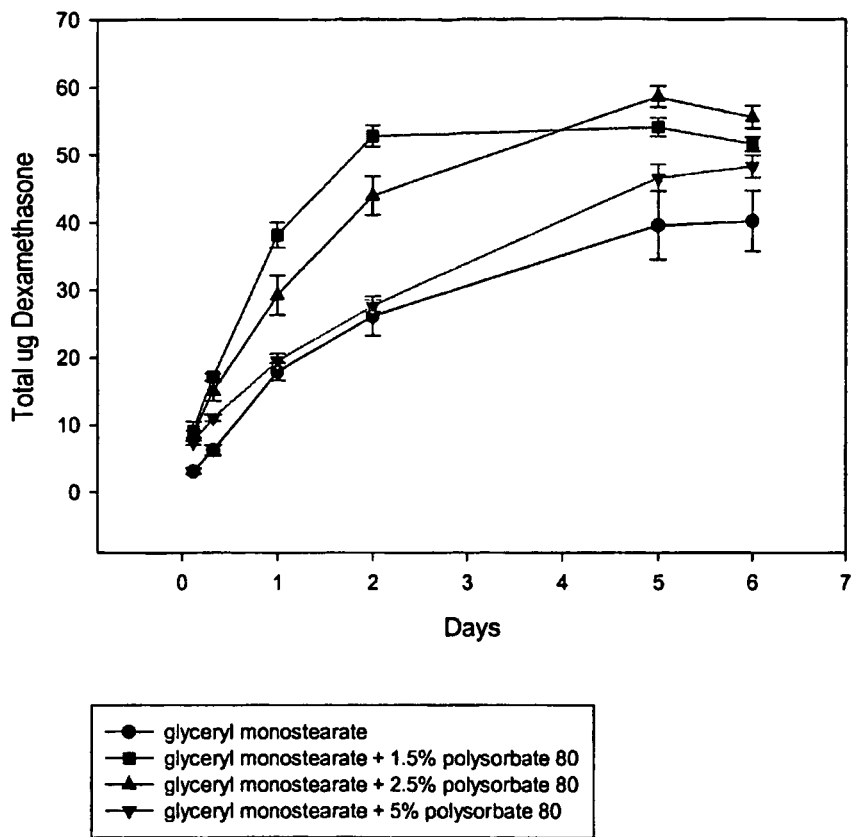 70
60
50
40
30
20
10
0
Total ug Dexamethasone
0 1 2 3 4 5 6 7
Days
glyceryl monostearate
glyceryl monostearate + 1.5% polysorbate 80
glyceryl monostearate + 2.5% polysorbate 80
glyceryl monostearate + 5% polysorbate 80